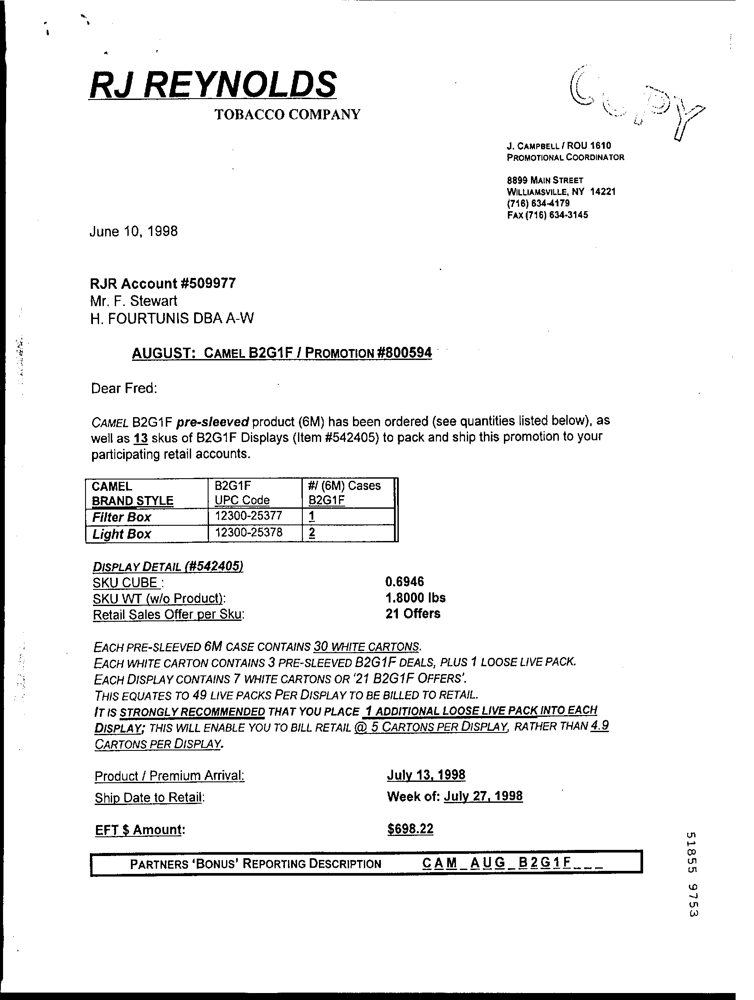 RJ REYNOLDS
TOBACCO COMPANY
COPY
J. CAMPBELL / ROU 1610
PROMOTIONAL COORDINATOR
8899 MAIN STREET
WILLIAMSVILLE, NY 14221
(716) 634-4179
FAX (716) 634-3145
June 10, 1998
RJR Account #509977
Mr. F. Stewart
H. FOURTUNIS DBA A-W
AUGUST: CAMEL B2G1F / PROMOTION #800594
Dear Fred:
CAMEL B2G1F pre-sleeved product (6M) has been ordered (see quantities listed below), as
well as 13 skus of B2G1F Displays (Item #542405) to pack and ship this promotion to your
participating retail accounts.
CAMEL B2G1F #/ (6M) Cases
BRAND STYLE UPC Code B2G1F
Filter Box 12300-25377 1
Light Box 12300-25378 2
DISPLAY DETAIL (#542405)
SKU CUBE : 0.6946
SKU WT (w/o Product): 1.8000 lbs
Retail Sales Offer per Sku: 21 Offers
EACH PRE-SLEEVED 6M CASE CONTAINS 30 WHITE CARTONS.
EACH WHITE CARTON CONTAINS 3 PRE-SLEEVED B2G1F DEALS, PLUS 1 LOOSE LIVE PACK.
EACH DISPLAY CONTAINS 7 WHITE CARTONS OR '21 B2G1F OFFERS'.
THIS EQUATES TO 49 LIVE PACKS PER DISPLAY TO BE BILLED TO RETAIL.
IT IS STRONGLY RECOMMENDED THAT YOU PLACE 1 ADDITIONAL LOOSE LIVE PACK INTO EACH
DISPLAY; THIS WILL ENABLE YOU TO BILL RETAIL @ 5 CARTONS PER DISPLAY, RATHER THAN 4.9
CARTONS PER DISPLAY.
Product / Premium Arrival: July 13, 1998
Ship Date to Retail: Week of: July 27, 1998
EFT $ Amount: $698.22
PARTNERS 'BONUS' REPORTING DESCRIPTION CAM_AUG_B2G1F___
51855 9753